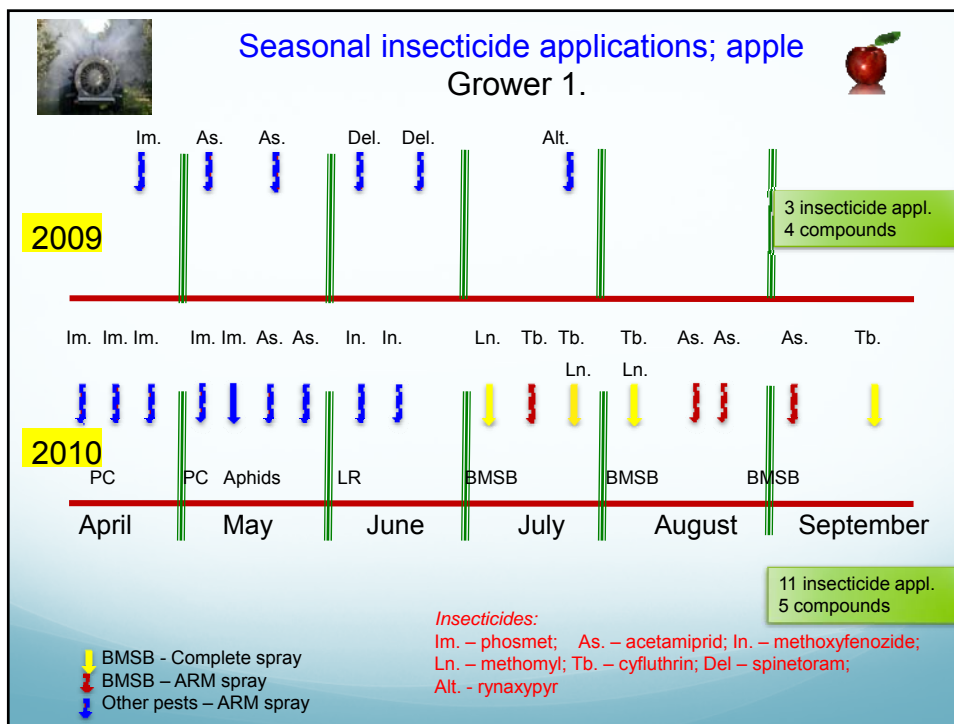 Seasonal insecticide applications; apple
Grower 1.
Im. As. As. Del. Del. Alt.
3 insecticide appl.
4 compounds
2009
Im. Im. Im. Im. Im. As. As. In. In. Ln. Tb. Tb. Tb. As. As. As. Tb.
Ln. Ln.
2010
PC PC Aphids LR BMSB BMSB BMSB
April May June July August September
11 insecticide appl.
5 compounds
Insecticides:
Im. – phosmet; As. – acetamiprid; In. – methoxyfenozide;
Ln. – methomyl; Tb. – cyfluthrin; Del – spinetoram;
Alt. - rynaxypyr
BMSB - Complete spray
BMSB – ARM spray
Other pests – ARM spray